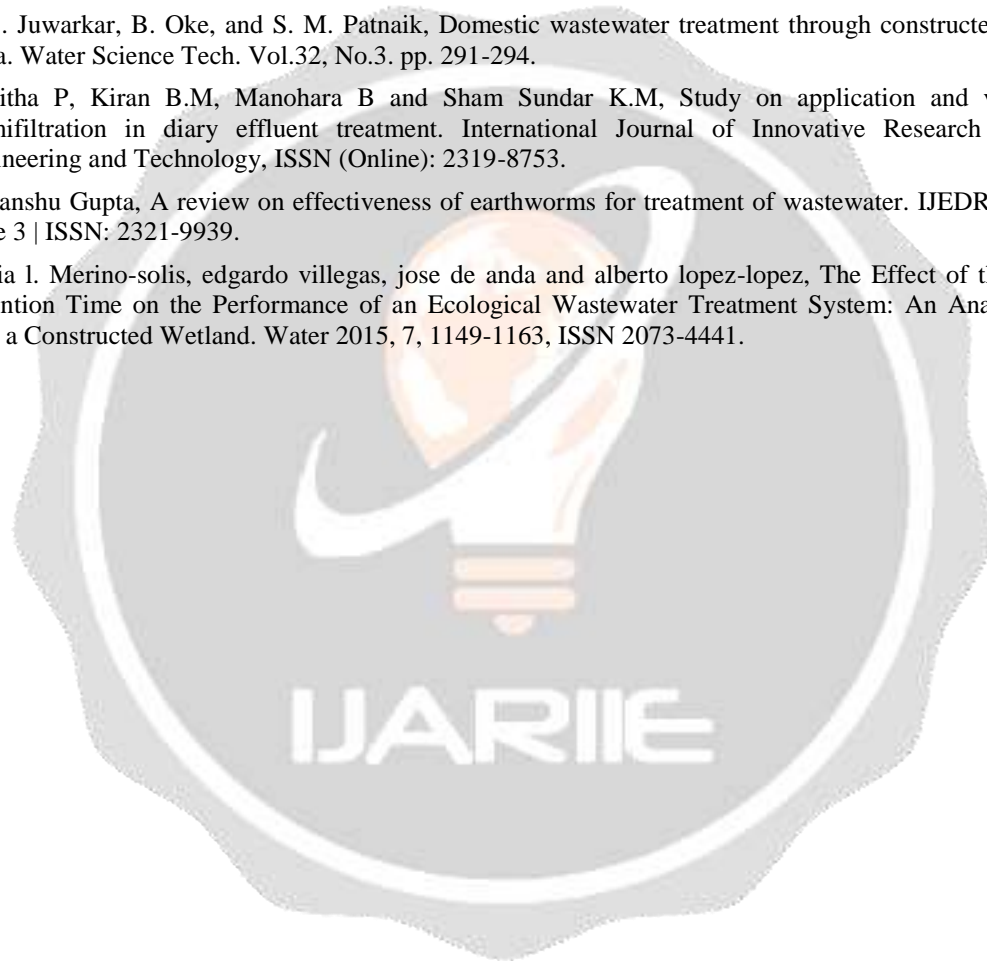 . Juwarkar, B. Oke, and S. M. Patnaik, Domestic wastewater treatment through constructe
a. Water Science Tech. Vol.32, No.3. pp. 291-294.
itha P, Kiran B.M, Manohara B and Sham Sundar K.M, Study on application and
nifiltration in diary effluent treatment. International Journal of Innovative Research
ineering and Technology, ISSN (Online): 2319-8753.
anshu Gupta, A review on effectiveness of earthworms for treatment of wastewater. IJEDR
e 3 | ISSN: 2321-9939.
ia l. Merino-solis, edgardo villegas, jose de anda and alberto lopez-lopez, The Effect of t
ntion Time on the Performance of an Ecological Wastewater Treatment System: An Ana
a Constructed Wetland. Water 2015, 7, 1149-1163, ISSN 2073-4441.
IJARIIE